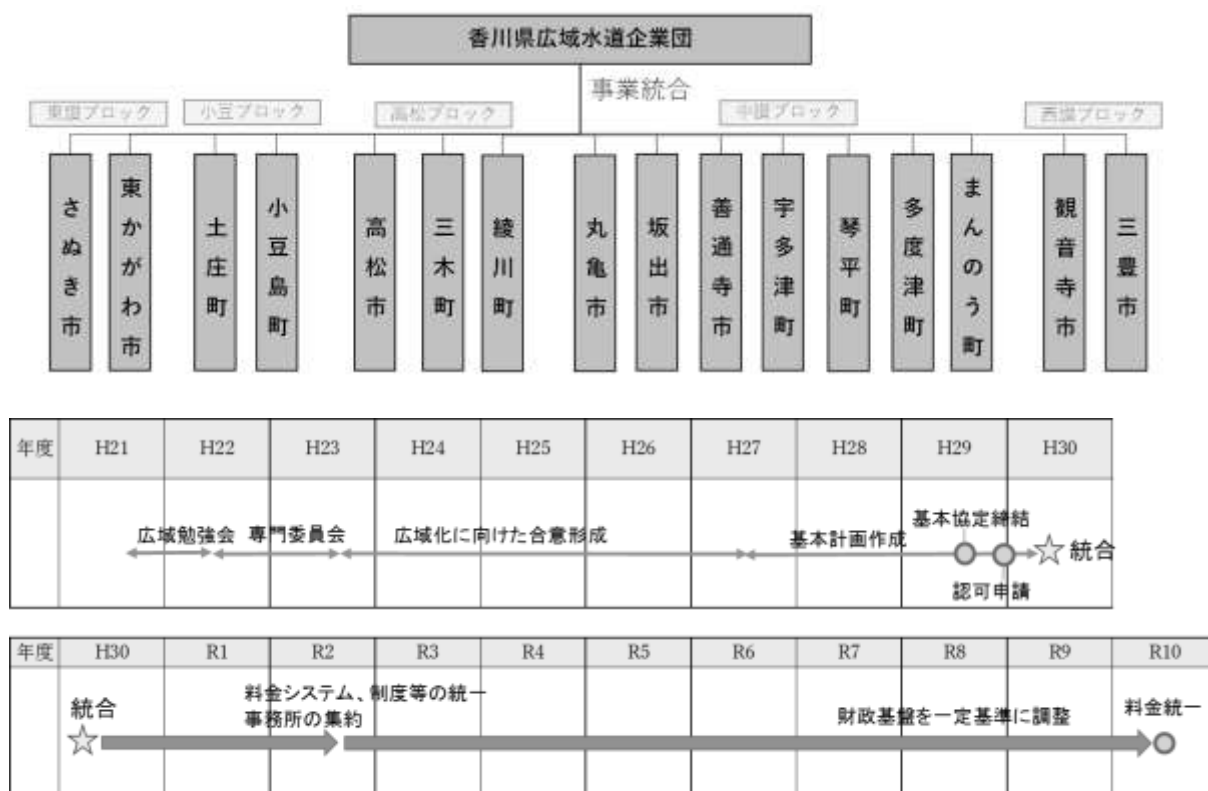 香川県広域水道企業団
事業統合
東讃ブロック
小豆ブロック
高松ブロック
中讃ブロック
西讃ブロック
さぬき市
東かがわ市
土庄町
小豆島町
高松市
三木町
綾川町
丸亀市
坂出市
善通寺市
宇多津町
琴平町
多度津町
まんのう町
観音寺市
三豊市
年度 H21 H22 H23 H24 H25 H26 H27 H28 H29 H30
広域勉強会 専門委員会 広域化に向けた合意形成 基本計画作成 基本協定締結 統合
認可申請
年度 H30 R1 R2 R3 R4 R5 R6 R7 R8 R9 R10
統合
料金システム、制度等の統一
事務所の集約
財政基盤を一定基準に調整
料金統一